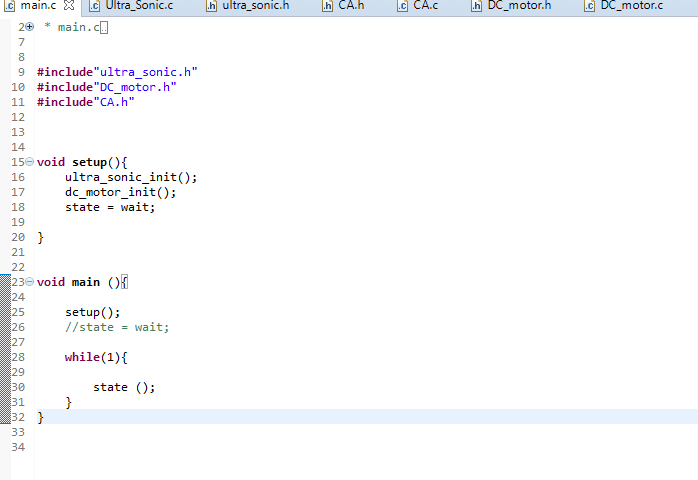 main.c Ultra_Sonic.c ultra_sonic.h CA.h CA.c DC_motor.h DC_motor.c
2 * main.c
7
8
9 #include"ultra_sonic.h"
10 #include"DC_motor.h"
11 #include"CA.h"
12
13
14
15 void setup(){
16 ultra_sonic_init();
17 dc_motor_init();
18 state = wait;
19
20 }
21
22
23 void main (){
24
25 setup();
26 //state = wait;
27
28 while(1){
29
30 state ();
31 }
32 }
33
34